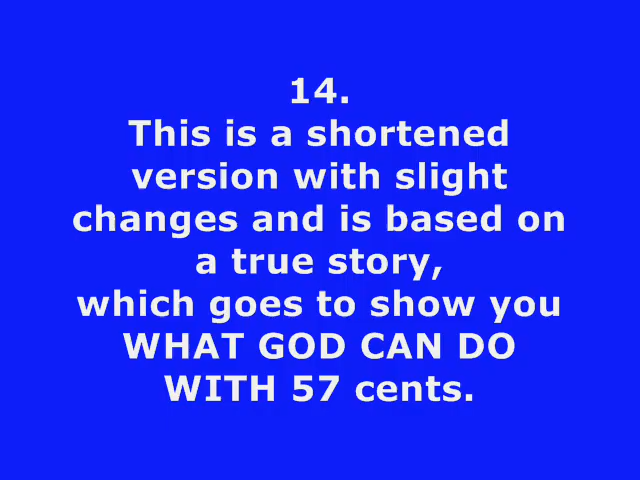 14.
This is a shortened
version with slight
changes and is based on
a true story,
which goes to show you
WHAT GOD CAN DO
WITH 57 cents.